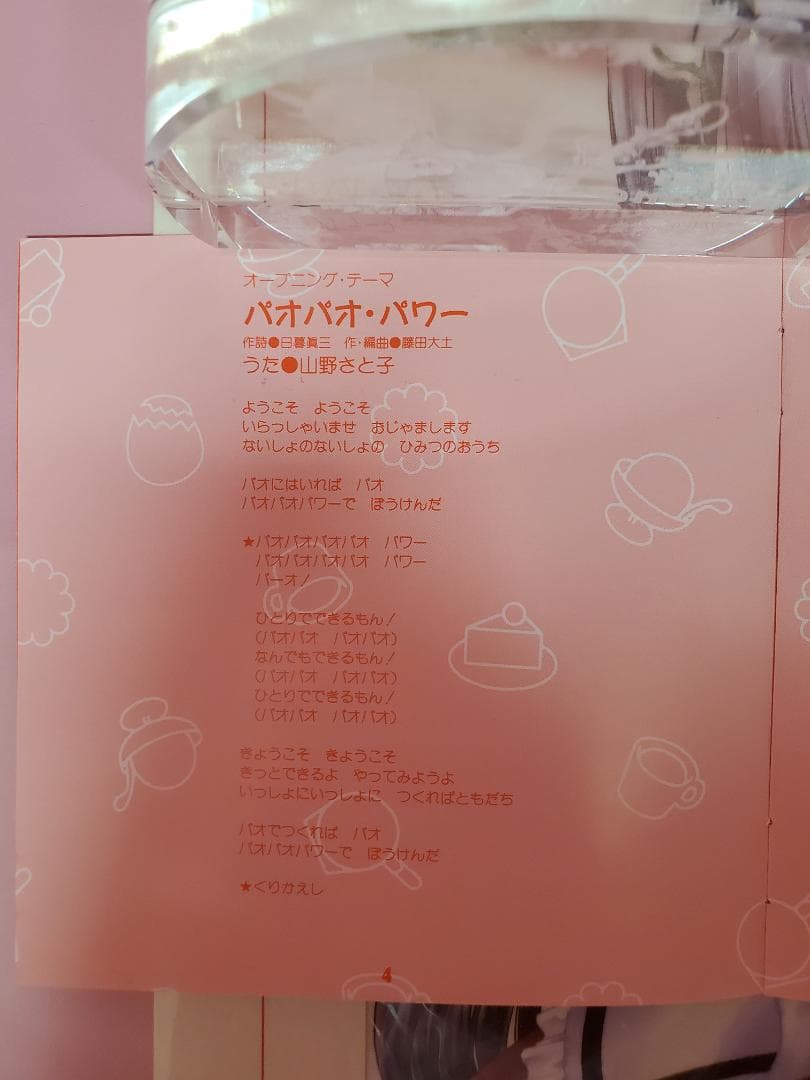 オープニング・テーマ
パオパオ・パワー
作詩●日暮眞三　作・編曲●藤田大土
うた●山野さと子
ようこそ　ようこそ
いらっしゃいませ　おじゃまします
ないしょのないしょの　ひみつのおうち
パオにはいれば　パオ
パオパオパワーで　ぼうけんだ
★パオパオパオパオ　パワー
パオパオパオパオ　パワー
パーオ！
ひとりでできるもん！
(パオパオ　パオパオ)
なんでもできるもん！
(パオパオ　パオパオ)
ひとりでできるもん！
(パオパオ　パオパオ)
きょうこそ　きょうこそ
きっとできるよ　やってみようよ
いっしょにいっしょに　つくればともだち
パオでつくれば　パオ
パオパオパワーで　ぼうけんだ
★くりかえし
4